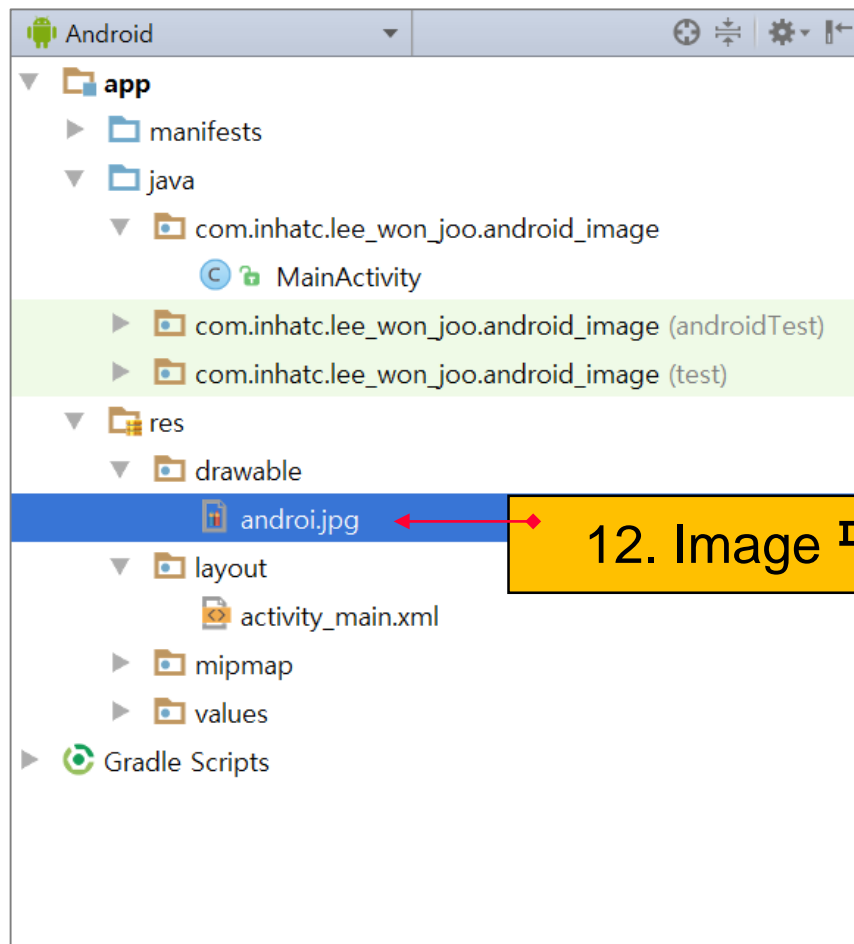 Android
app
manifests
java
com.inhatc.lee_won_joo.android_image
MainActivity
com.inhatc.lee_won_joo.android_image (androidTest)
com.inhatc.lee_won_joo.android_image (test)
res
drawable
androi.jpg
12. Image
layout
activity_main.xml
mipmap
values
Gradle Scripts